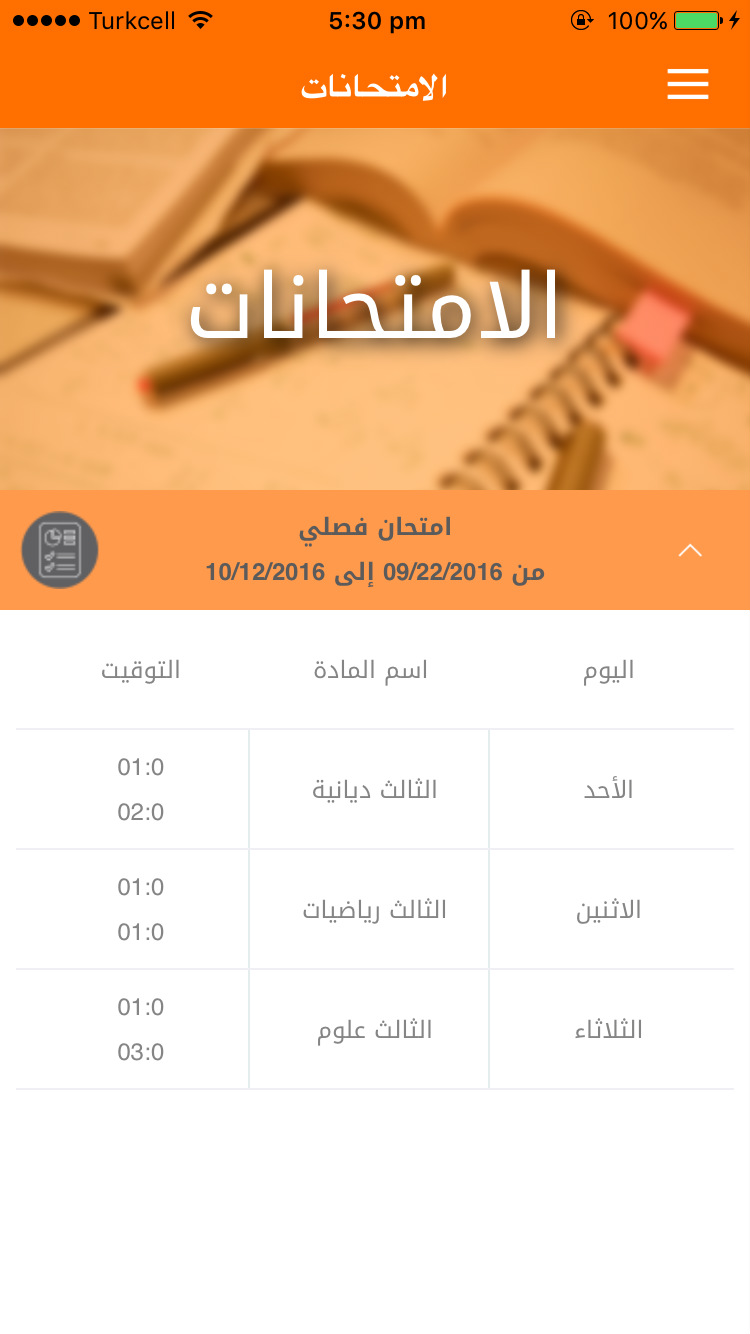 Turkcell 5:30 pm 100%
الامتحانات
الامتحانات
امتحان فصلي
من 09/22/2016 إلى 10/12/2016
اليوم اسم المادة التوقيت
الأحد الثالث ديانية 01:0
02:0
الاثنين الثالث رياضيات 01:0
01:0
الثلاثاء الثالث علوم 01:0
03:0